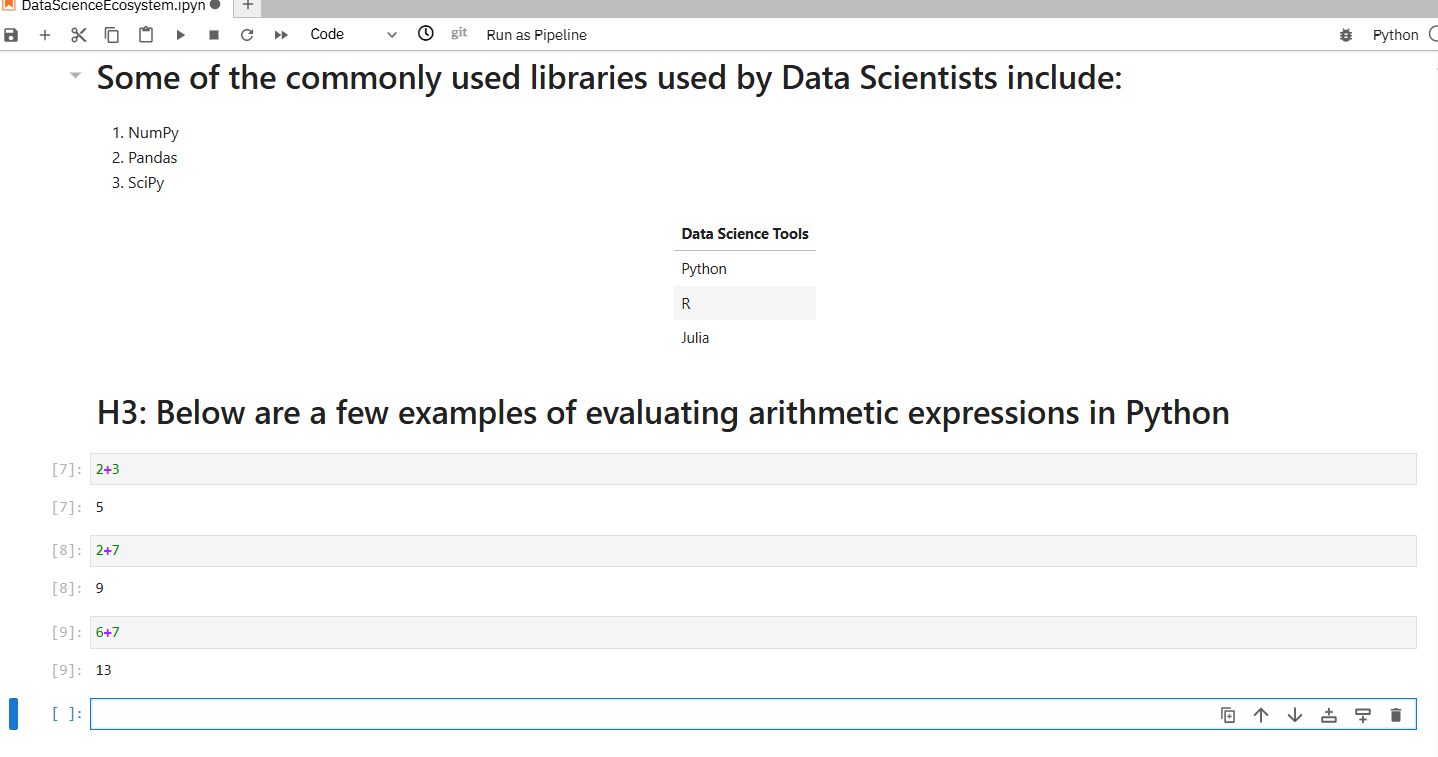 DataScienceEcosystem.ipyn
Code
git
Run as Pipeline
Python
Some of the commonly used libraries used by Data Scientists include:
1. NumPy
2. Pandas
3. SciPy
Data Science Tools
Python
R
Julia
H3: Below are a few examples of evaluating arithmetic expressions in Python
[7]: 2+3
[7]: 5
[8]: 2+7
[8]: 9
[9]: 6+7
[9]: 13
[ ]: